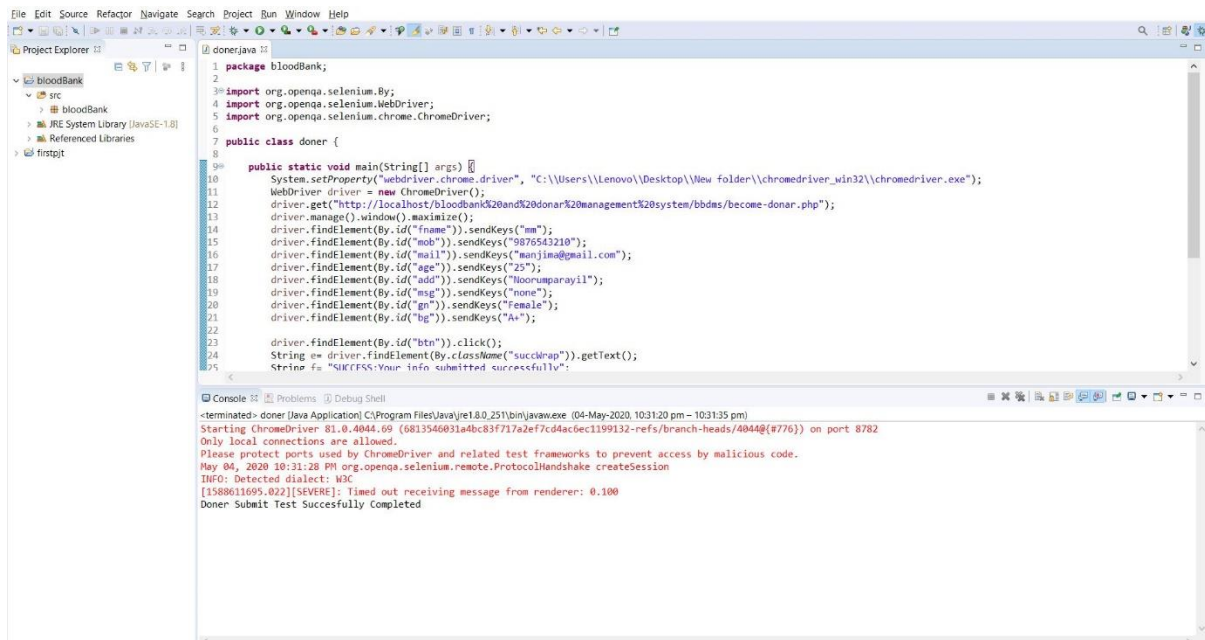 File Edit Source Refactor Navigate Search Project Run Window Help
Project Explorer
bloodBank
src
bloodBank
JRE System Library [JavaSE-1.8]
Referenced Libraries
firstpjt
doner.java
1 package bloodBank;
2
3 import org.openqa.selenium.By;
4 import org.openqa.selenium.WebDriver;
5 import org.openqa.selenium.chrome.ChromeDriver;
6
7 public class doner {
8
9 public static void main(String[] args) {
10 System.setProperty("webdriver.chrome.driver", "C:\\Users\\Lenovo\\Desktop\\New folder\\chromedriver_win32\\chromedriver.exe");
11 WebDriver driver = new ChromeDriver();
12 driver.get("http://localhost/bloodbank%20and%20donar%20management%20system/bbdms/become-donar.php");
13 driver.manage().window().maximize();
14 driver.findElement(By.id("fname")).sendKeys("mm");
15 driver.findElement(By.id("mob")).sendKeys("9876543210");
16 driver.findElement(By.id("mail")).sendKeys("manjima@gmail.com");
17 driver.findElement(By.id("age")).sendKeys("25");
18 driver.findElement(By.id("add")).sendKeys("Noorumparayil");
19 driver.findElement(By.id("msg")).sendKeys("none");
20 driver.findElement(By.id("gn")).sendKeys("Female");
21 driver.findElement(By.id("bg")).sendKeys("A+");
22
23 driver.findElement(By.id("btn")).click();
24 String e= driver.findElement(By.className("succWrap")).getText();
25 String f= "SUCCESS:Your info submitted successfully";
Console Problems Debug Shell
<terminated> doner [Java Application] C:\Program Files\Java\jre1.8.0_251\bin\javaw.exe (04-May-2020, 10:31:20 pm – 10:31:35 pm)
Starting ChromeDriver 81.0.4044.69 (6813546031a4bc83f717a2ef7cd4ac6ec1199132-refs/branch-heads/4044@{#776}) on port 8782
Only local connections are allowed.
Please protect ports used by ChromeDriver and related test frameworks to prevent access by malicious code.
May 04, 2020 10:31:28 PM org.openqa.selenium.remote.ProtocolHandshake createSession
INFO: Detected dialect: W3C
[1588611695.022][SEVERE]: Timed out receiving message from renderer: 0.100
Doner Submit Test Succesfully Completed